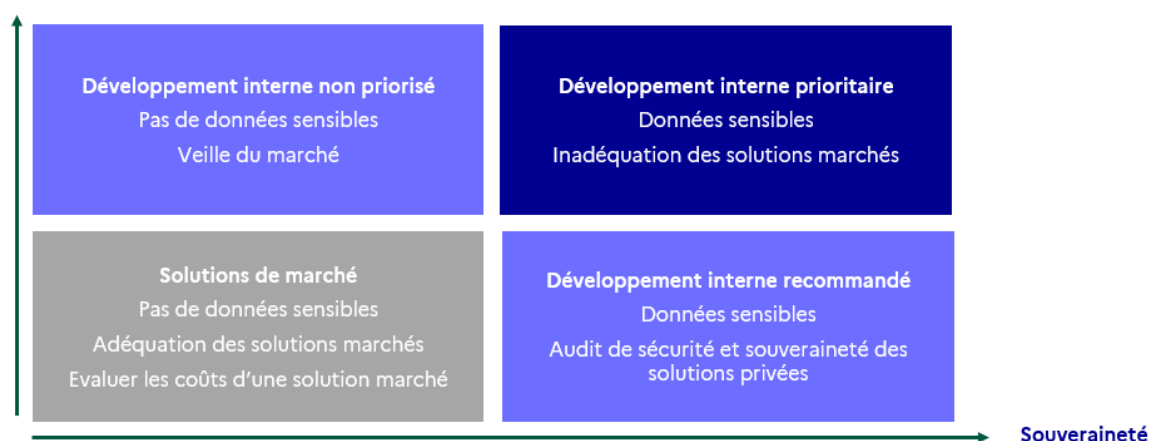 Développement interne non priorisé
Pas de données sensibles
Veille du marché
Développement interne prioritaire
Données sensibles
Inadéquation des solutions marchés
Solutions de marché
Pas de données sensibles
Adéquation des solutions marchés
Evaluer les coûts d’une solution marché
Développement interne recommandé
Données sensibles
Audit de sécurité et souveraineté des
solutions privées
Souveraineté